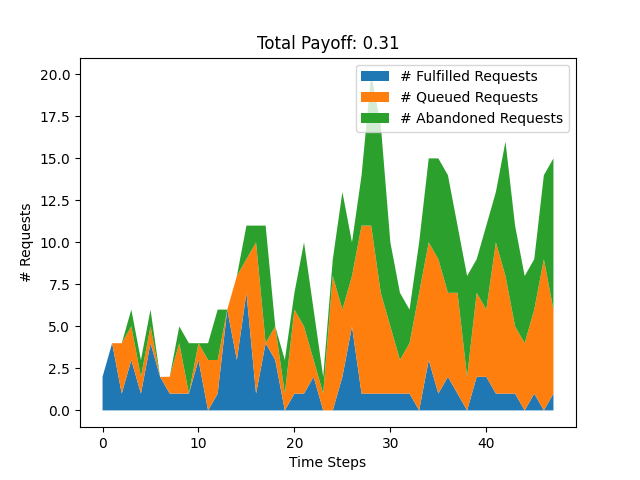 Total Payoff: 0.31
# Fulfilled Requests
# Queued Requests
# Abandoned Requests
20.0
17.5
15.0
12.5
10.0
7.5
5.0
2.5
0.0
# Requests
0 10 20 30 40
Time Steps